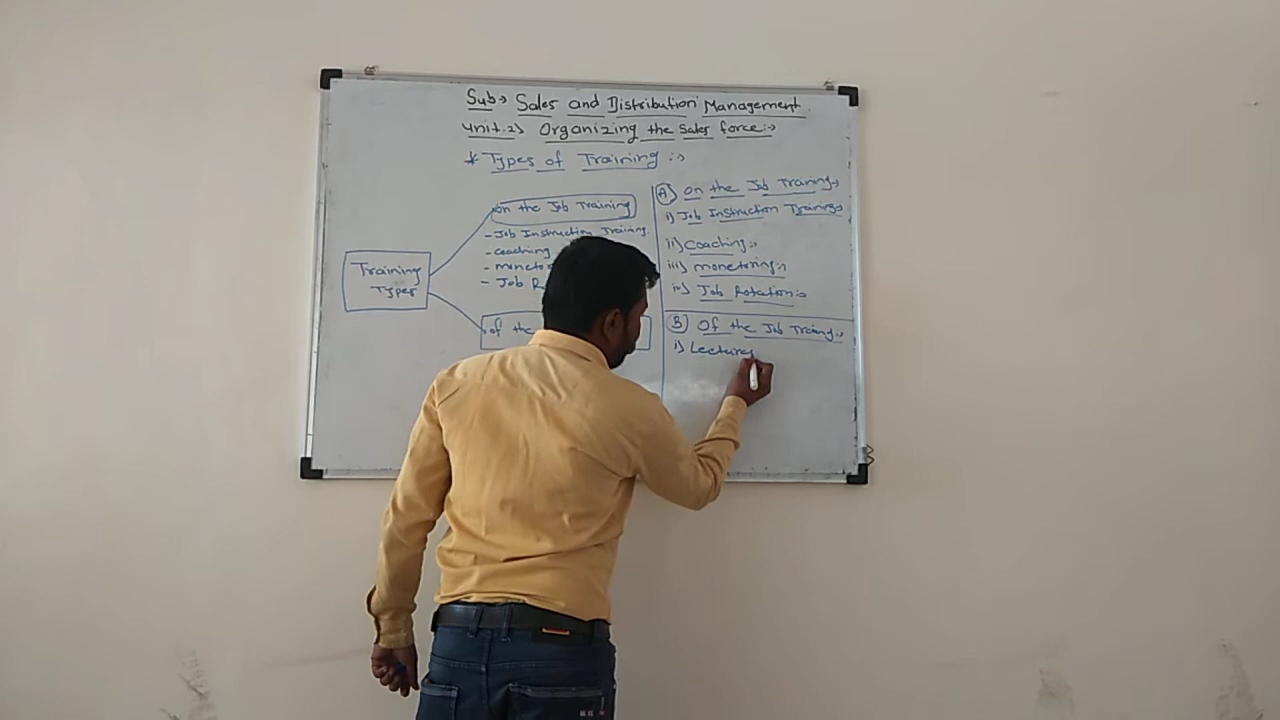 Sub → Sales and Distribution Management.
Unit.2> Organizing the Sales force :→
* Types of Training :→
Training
Types
on the Job Training
- Job Instruction Training.
- coaching
- Job
of the
(A) on the Job Training→
i) Job Instruction Training→
ii) Coaching :→
iii) monetoring :→
iv) Job Rotation :→
(B) Of the Job Training :→
i) Lectures